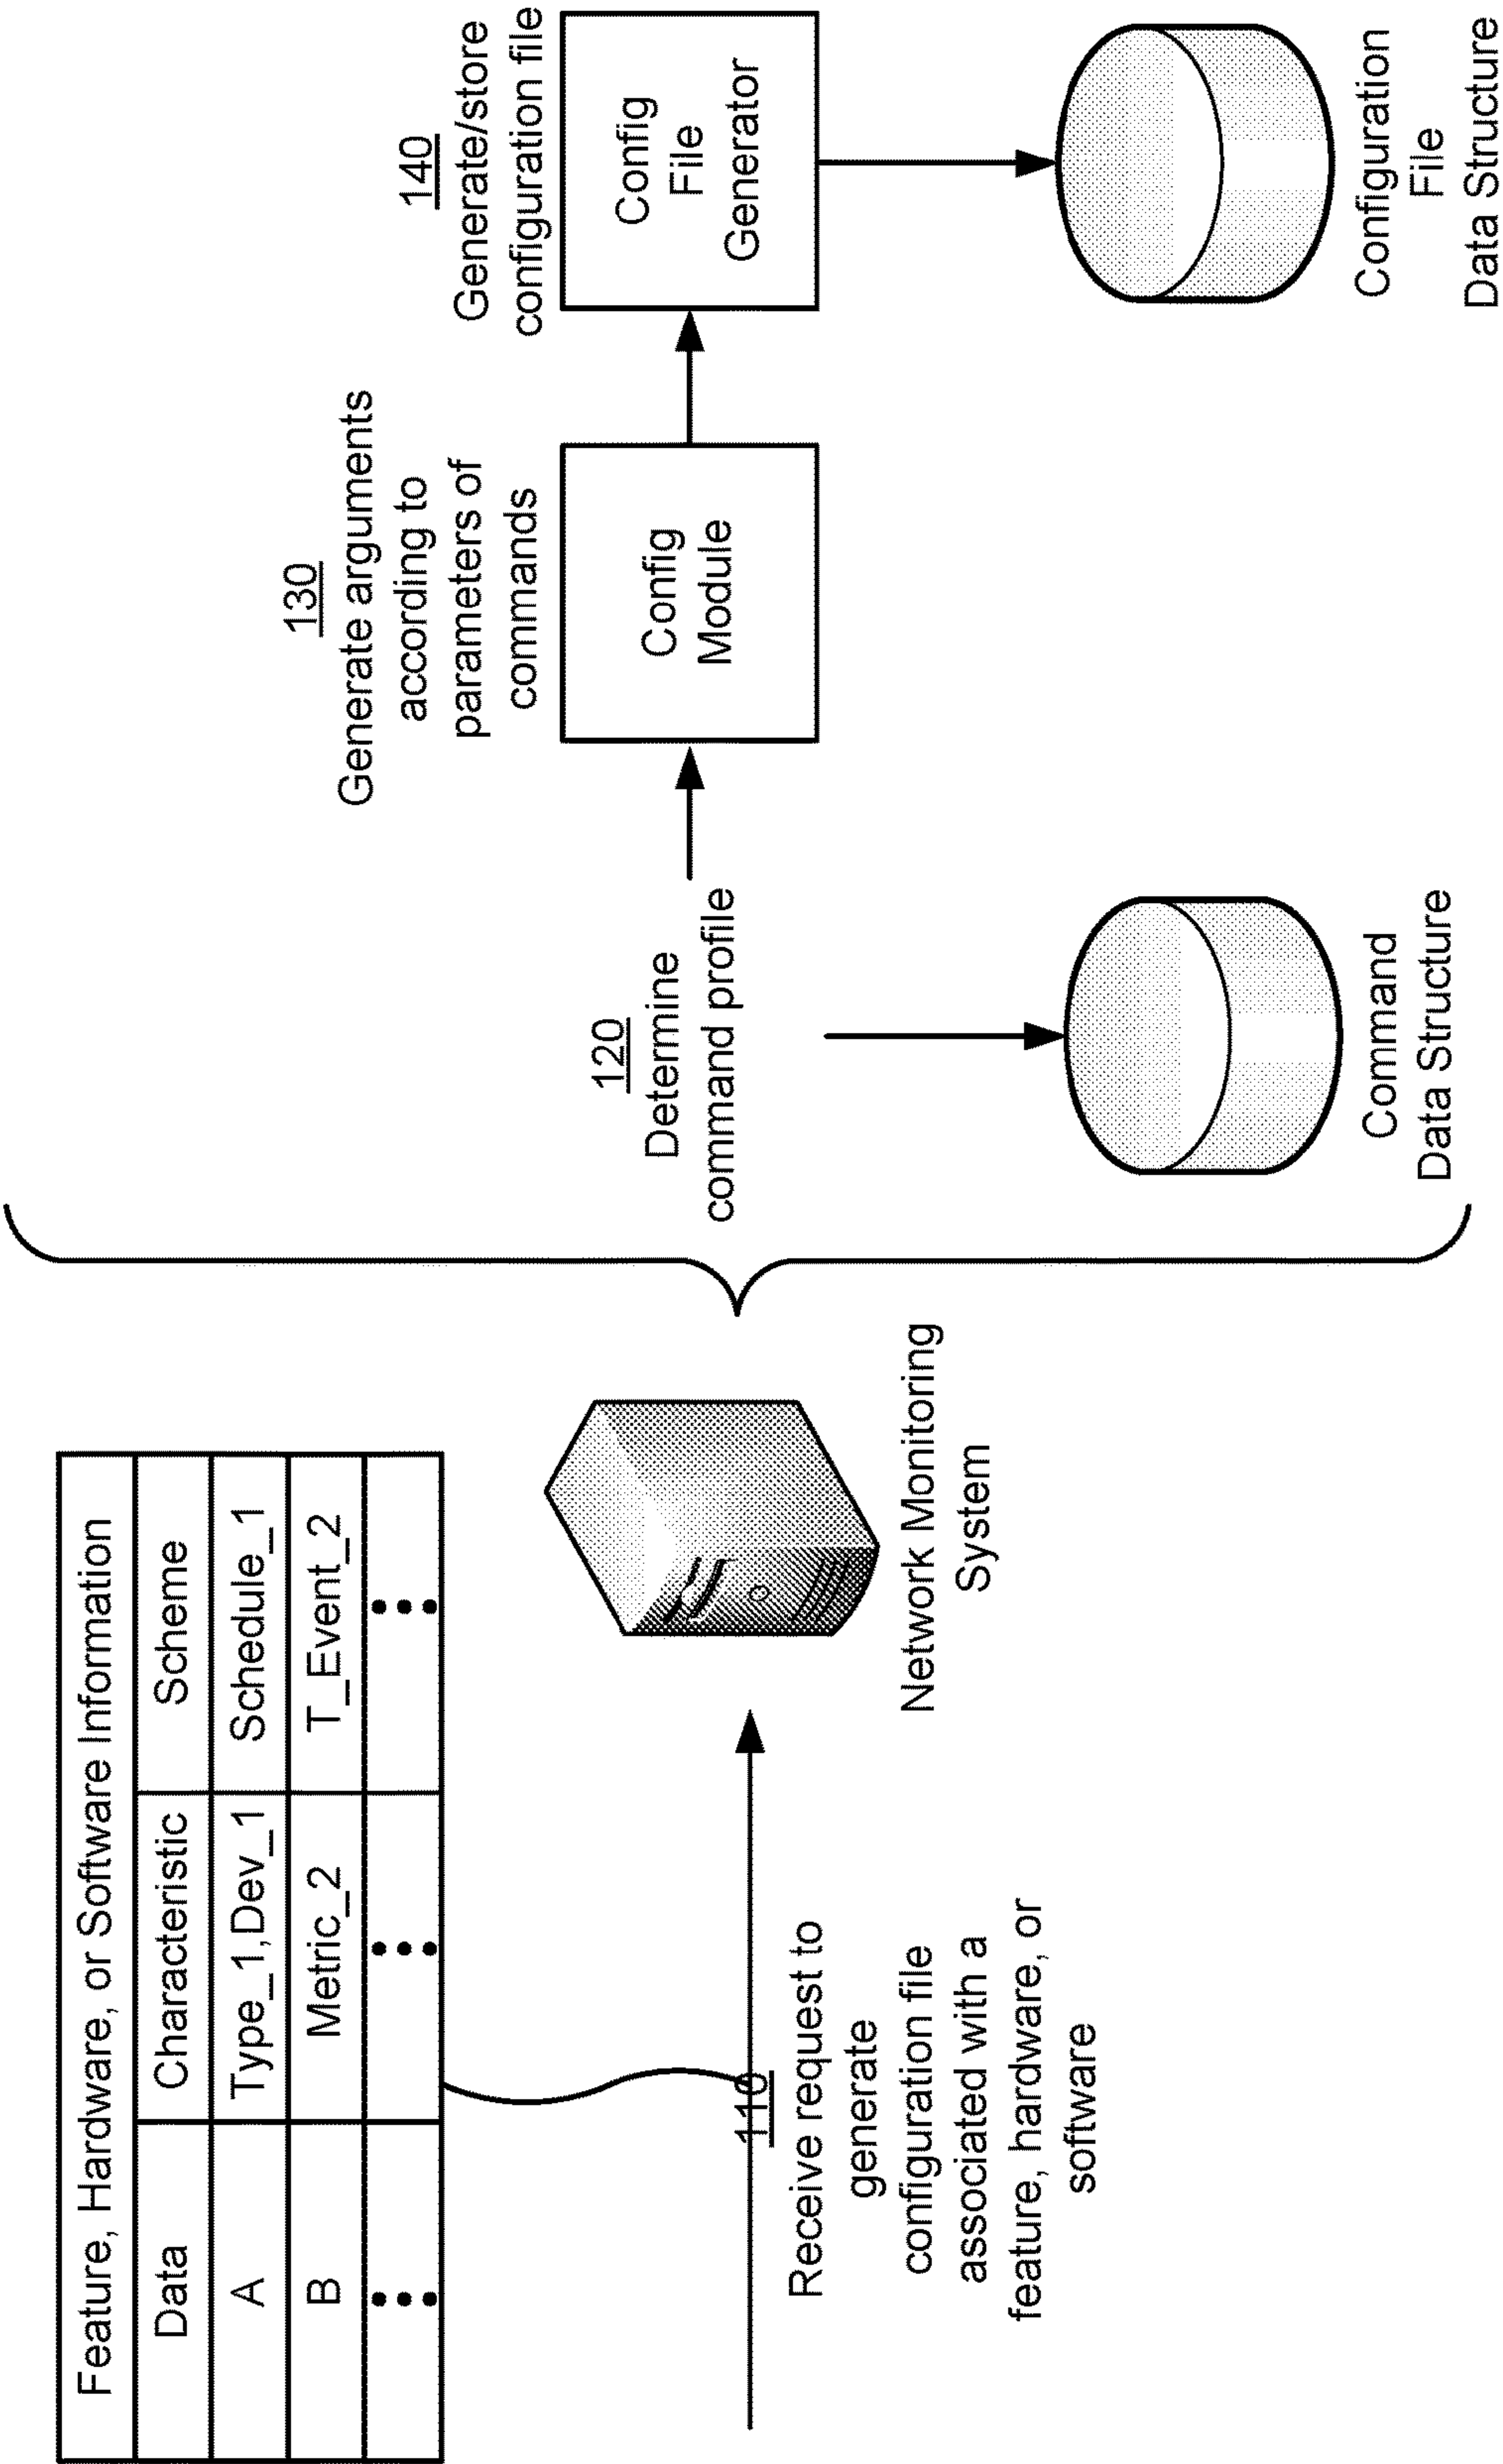 Feature, Hardware, or Software Information
Data Characteristic Scheme
A Type_1,Dev_1 Schedule_1
B Metric_2 T_Event_2
110
Receive request to
generate
configuration file
associated with a
feature, hardware, or
software
Network Monitoring
System
120
Determine
command profile
Command
Data Structure
130
Generate arguments
according to
parameters of
commands
Config
Module
140
Generate/store
configuration file
Config
File
Generator
Configuration
File
Data Structure